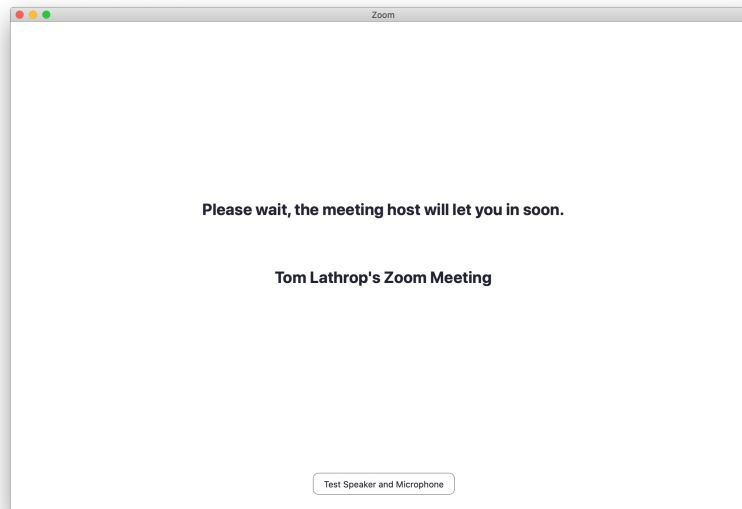 Zoom
Please wait, the meeting host will let you in soon.
Tom Lathrop's Zoom Meeting
Test Speaker and Microphone